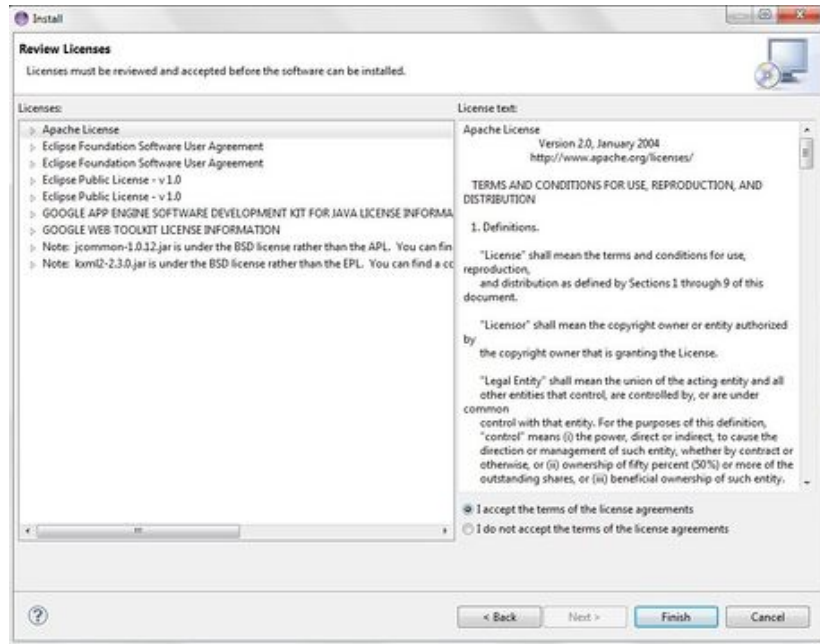 Install
Review Licenses
Licenses must be reviewed and accepted before the software can be installed.
Licenses:
Apache License
Eclipse Foundation Software User Agreement
Eclipse Foundation Software User Agreement
Eclipse Public License - v 1.0
Eclipse Public License - v 1.0
GOOGLE APP ENGINE SOFTWARE DEVELOPMENT KIT FOR JAVA LICENSE INFORMA
GOOGLE WEB TOOLKIT LICENSE INFORMATION
Note: jcommon-1.0.12.jar is under the BSD license rather than the APL. You can fin
Note: kxml2-2.3.0.jar is under the BSD license rather than the EPL. You can find a cc
License text:
Apache License
Version 2.0, January 2004
http://www.apache.org/licenses/
TERMS AND CONDITIONS FOR USE, REPRODUCTION, AND
DISTRIBUTION
1. Definitions.
"License" shall mean the terms and conditions for use,
reproduction,
and distribution as defined by Sections 1 through 9 of this
document.
"Licensor" shall mean the copyright owner or entity authorized
by
the copyright owner that is granting the License.
"Legal Entity" shall mean the union of the acting entity and all
other entities that control, are controlled by, or are under
common
control with that entity. For the purposes of this definition,
"control" means (i) the power, direct or indirect, to cause the
direction or management of such entity, whether by contract or
otherwise, or (ii) ownership of fifty percent (50%) or more of the
outstanding shares, or (iii) beneficial ownership of such entity.
I accept the terms of the license agreements
I do not accept the terms of the license agreements
?
< Back
Next >
Finish
Cancel